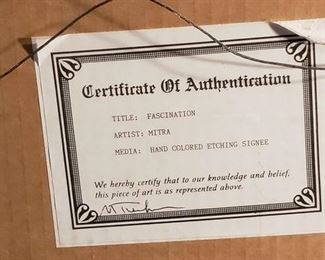 Certificate Of Authentication
TITLE: FASCINATION
ARTIST: MITRA
MEDIA: HAND COLORED ETCHING SIGNEE
We hereby certify that to our knowledge and belief,
this piece of art is as represented above.